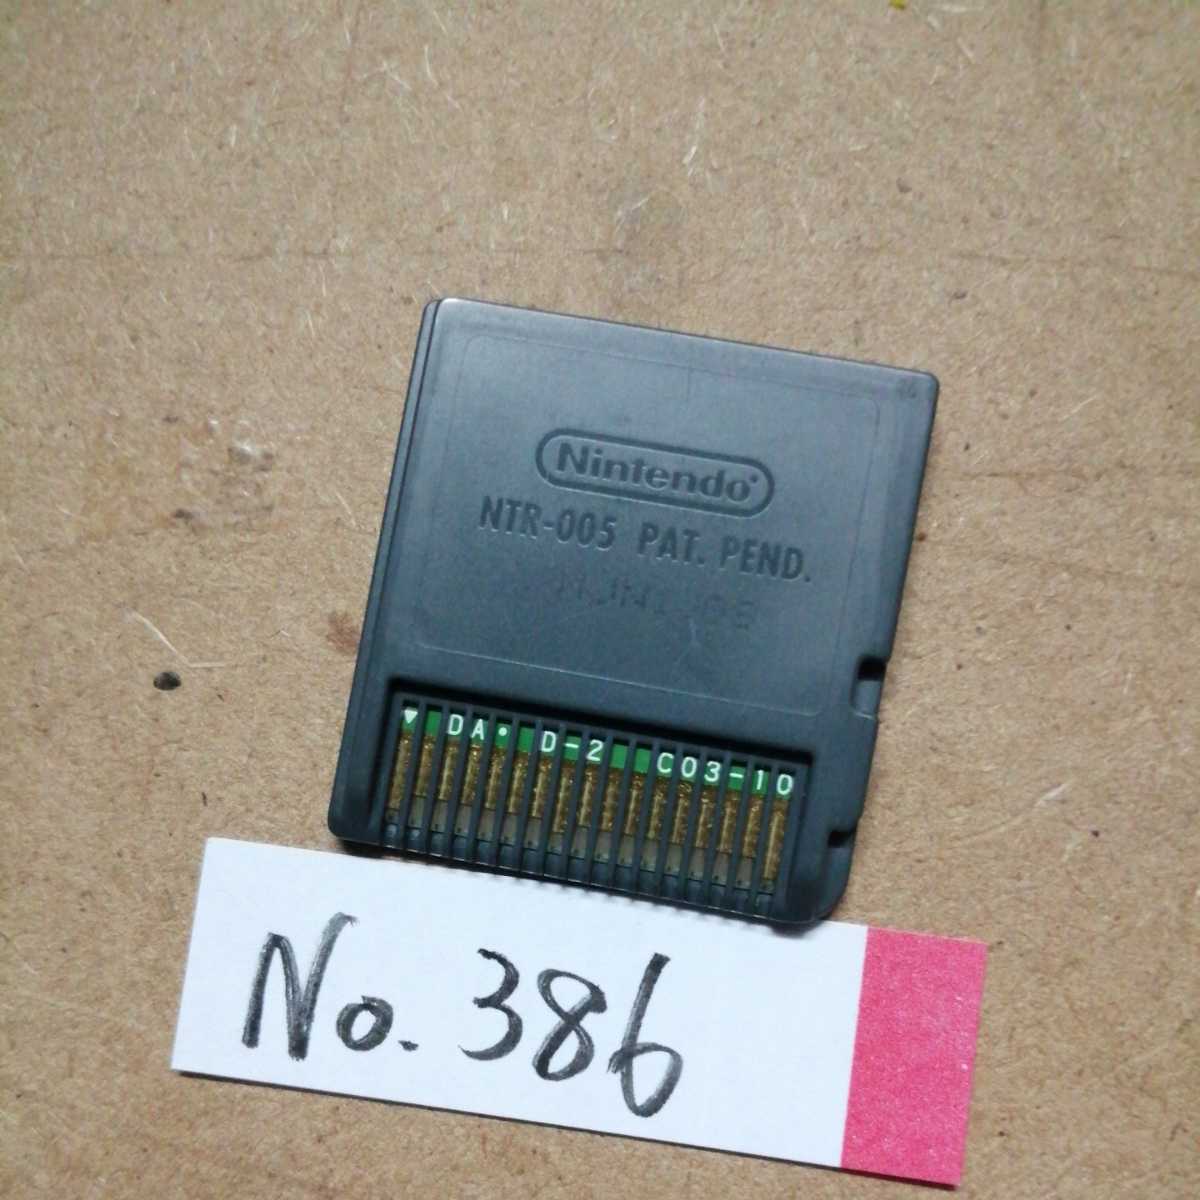 Nintendo®
NTR-005 PAT. PEND.
▼ DA• D-2 C03-10
No. 386